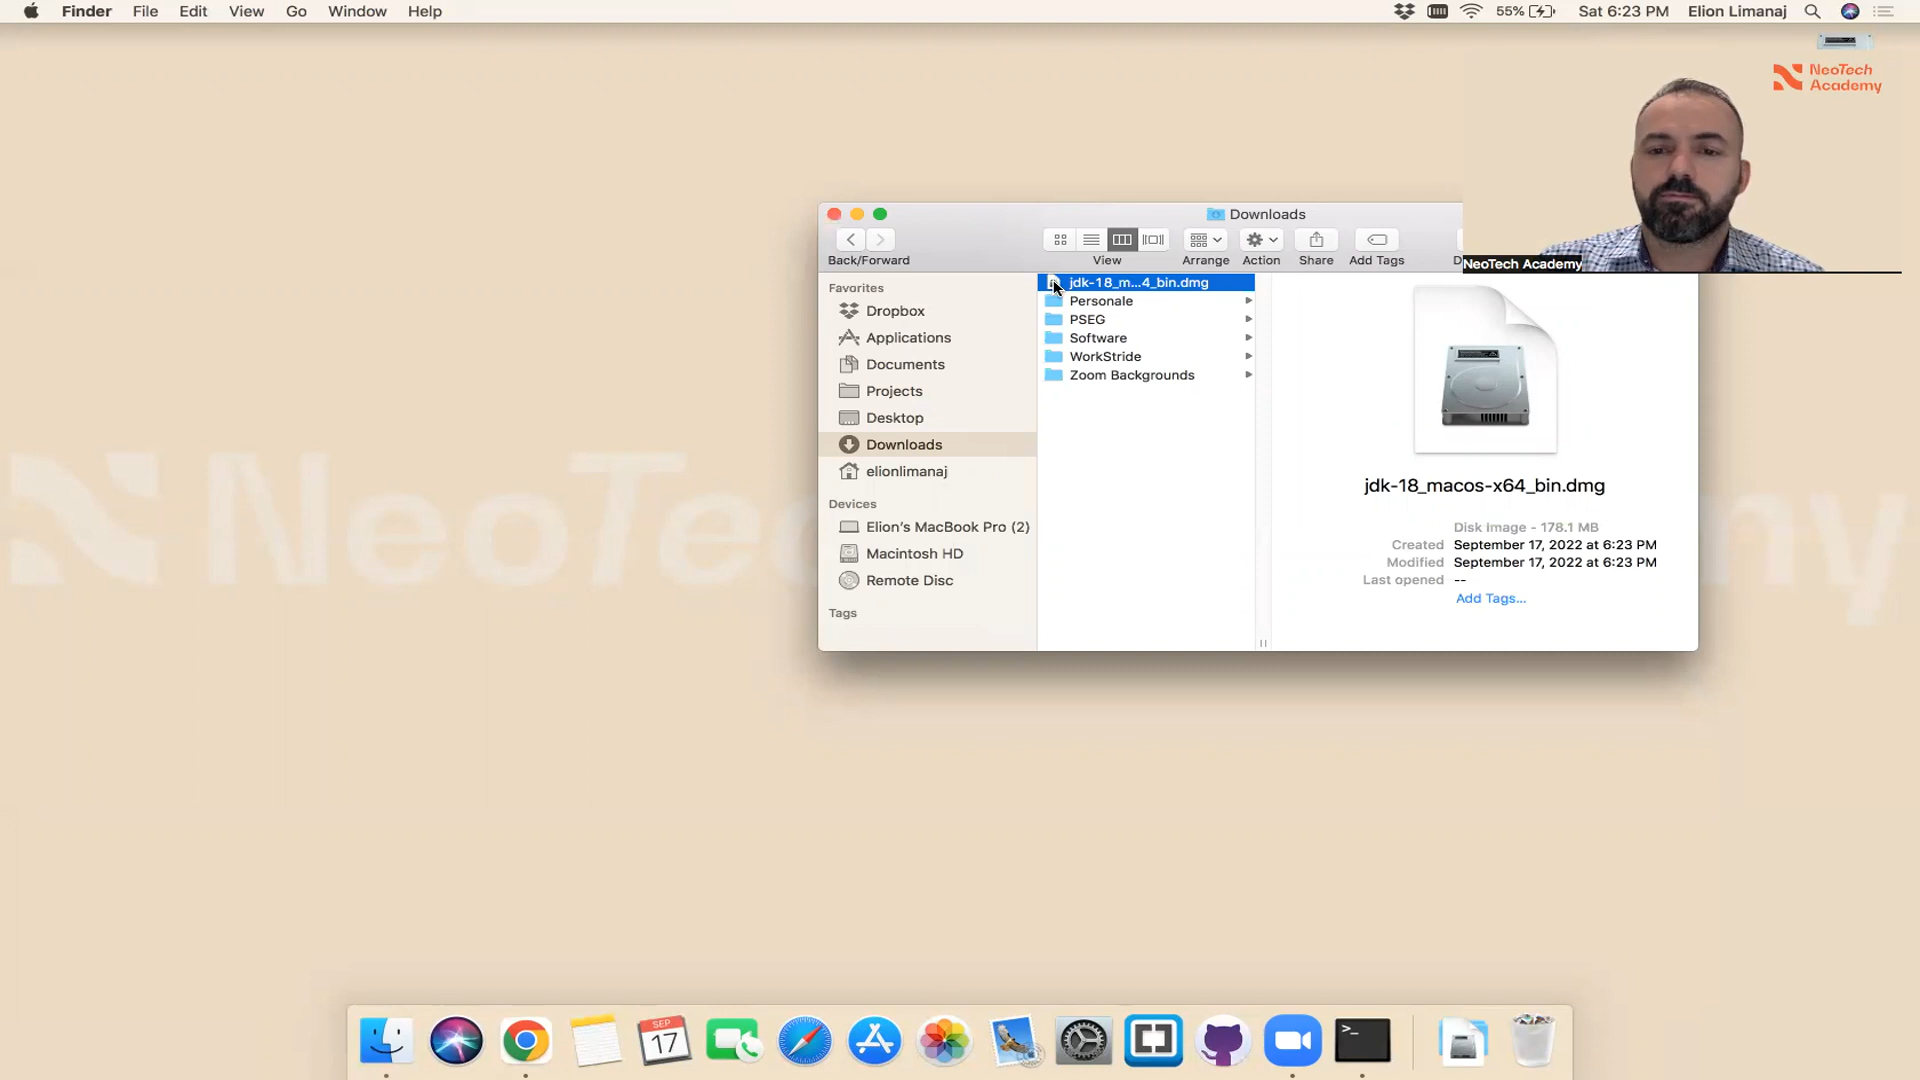 Finder File Edit View Go Window Help
55% Sat 6:23 PM Elion Limanaj
NeoTech
Academy
NeoTech Academy
Downloads
Back/Forward View Arrange Action Share Add Tags
Favorites
Dropbox
Applications
Documents
Projects
Desktop
Downloads
elionlimanaj
Devices
Elion's MacBook Pro (2)
Macintosh HD
Remote Disc
Tags
jdk-18_m...4_bin.dmg
Personale
PSEG
Software
WorkStride
Zoom Backgrounds
jdk-18_macos-x64_bin.dmg
Disk Image - 178.1 MB
Created September 17, 2022 at 6:23 PM
Modified September 17, 2022 at 6:23 PM
Last opened --
Add Tags...
SEP
17